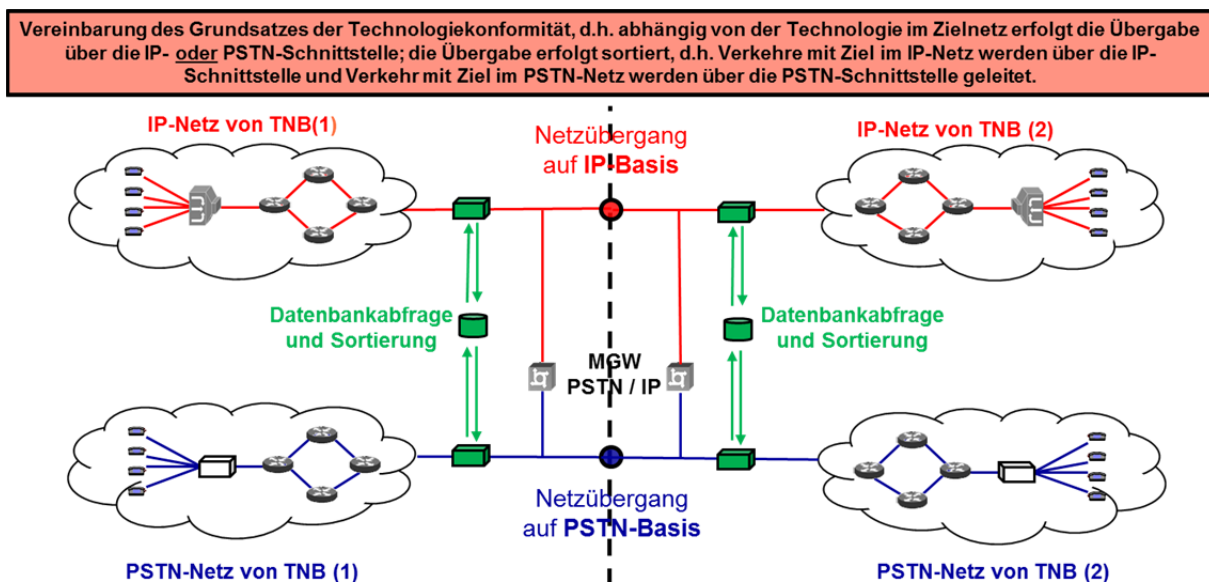 Vereinbarung des Grundsatzes der Technologiekonformität, d.h. abhängig von der Technologie im Zielnetz erfolgt die Übergabe
über die IP- oder PSTN-Schnittstelle; die Übergabe erfolgt sortiert, d.h. Verkehre mit Ziel im IP-Netz werden über die IP-
Schnittstelle und Verkehr mit Ziel im PSTN-Netz werden über die PSTN-Schnittstelle geleitet.
IP-Netz von TNB(1)
Netzübergang
auf IP-Basis
IP-Netz von TNB (2)
Datenbankabfrage
und Sortierung
MGW
PSTN / IP
Datenbankabfrage
und Sortierung
Netzübergang
auf PSTN-Basis
PSTN-Netz von TNB (1)
PSTN-Netz von TNB (2)